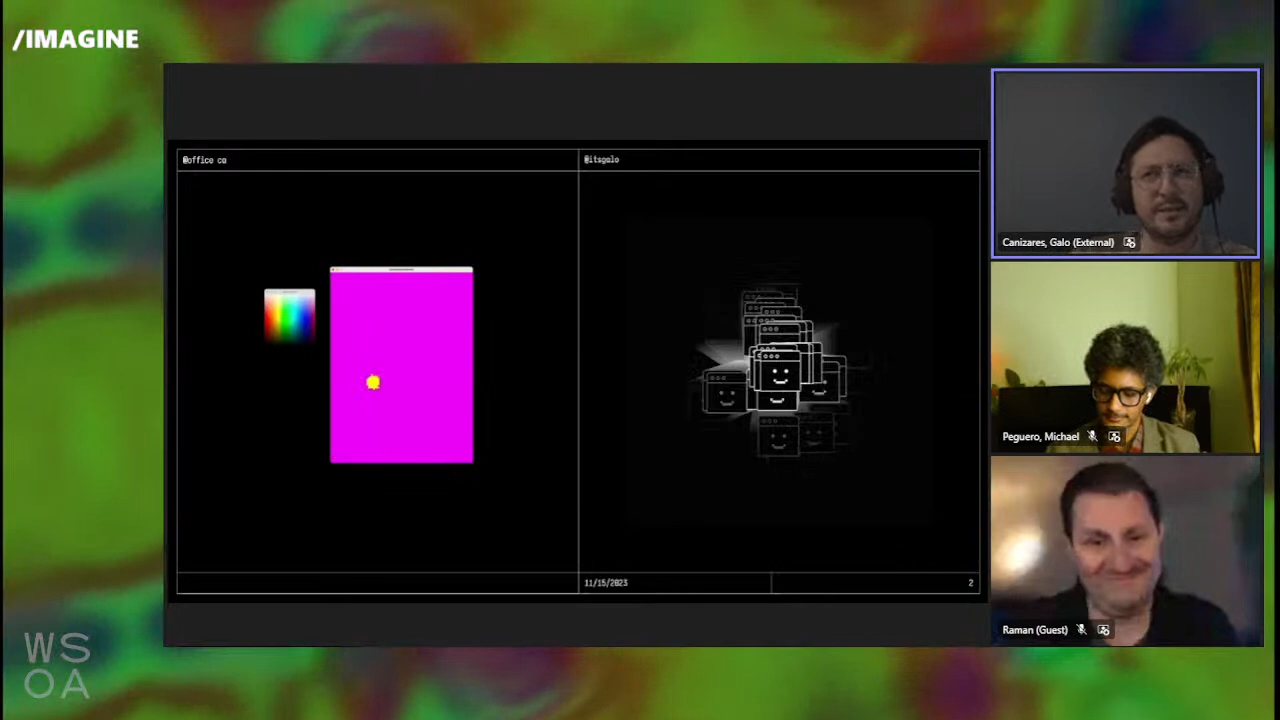 /IMAGINE
@office ca
@itsgalo
11/15/2023
2
Canizares, Galo (External)
Peguero, Michael
Raman (Guest)
WS
OA